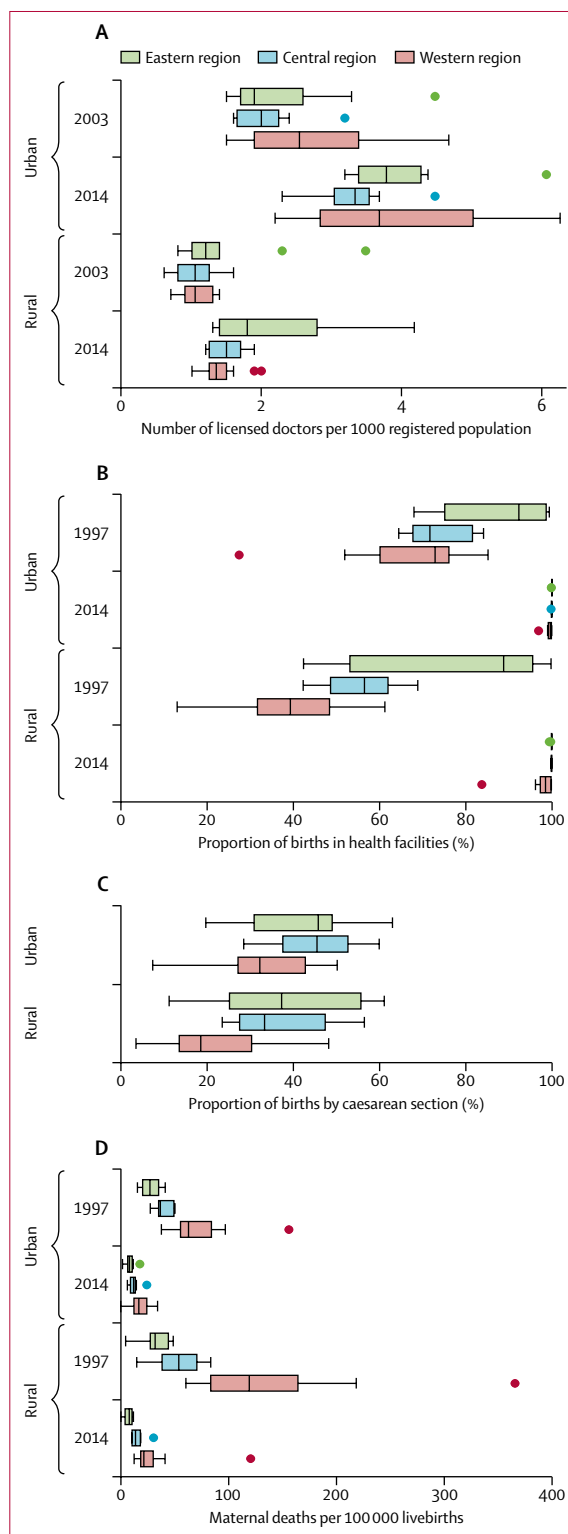 A
Eastern region Central region Western region
Urban
2003
2014
Rural
2003
2014
0 2 4 6
Number of licensed doctors per 1000 registered population
B
Urban
1997
2014
Rural
1997
2014
0 20 40 60 80 100
Proportion of births in health facilities (%)
C
Urban
Rural
0 20 40 60 80 100
Proportion of births by caesarean section (%)
D
Urban
1997
2014
Rural
1997
2014
0 100 200 300 400
Maternal deaths per 100 000 livebirths